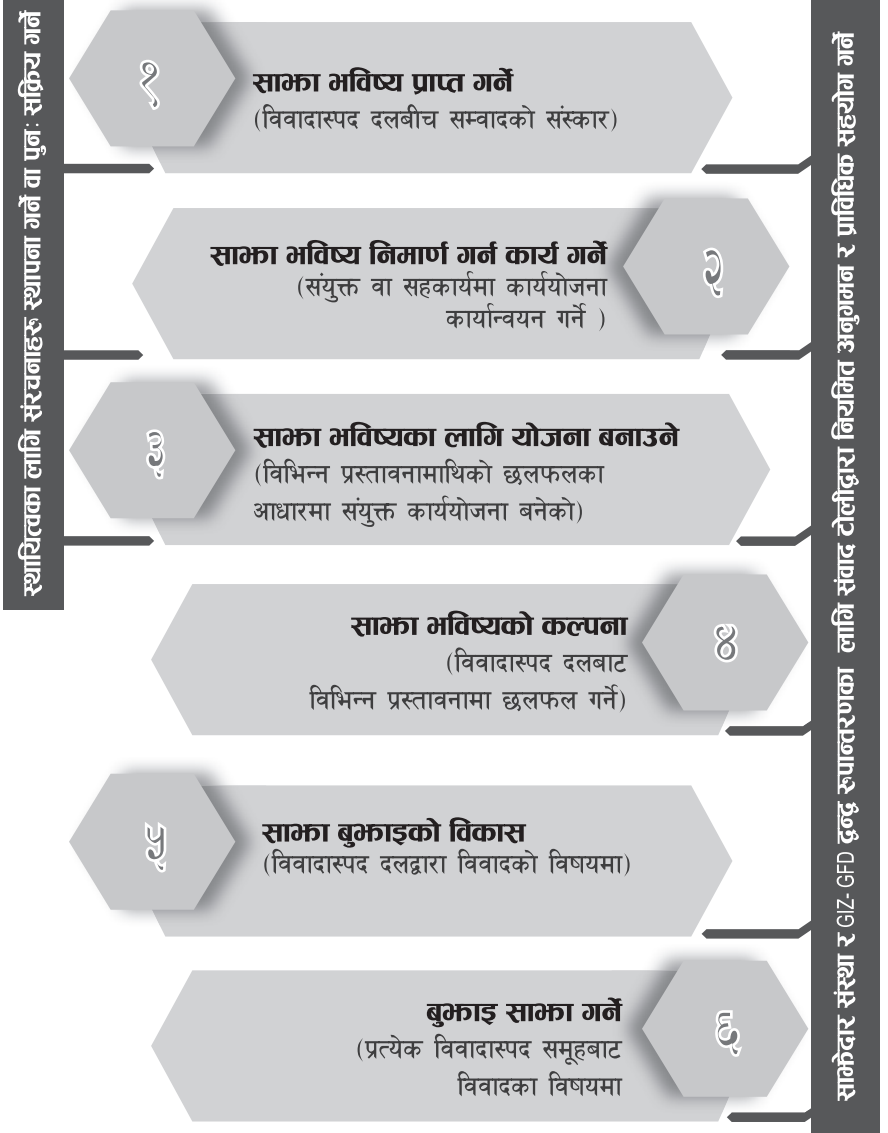 स्थायित्वका लागि संरचनाहरु स्थापना गर्ने वा पुनः सक्रिय गर्ने
१
साझा भविष्य प्राप्त गर्ने
(विवादास्पद दलबीच सम्वादको संस्कार)
साझा भविष्य निमार्ण गर्न कार्य गर्ने
(संयुक्त वा सहकार्यमा कार्ययोजना
कार्यान्वयन गर्ने )
२
३
साझा भविष्यका लागि योजना बनाउने
(विभिन्न प्रस्तावनामाथिको छलफलका
आधारमा संयुक्त कार्ययोजना बनेको)
साझा भविष्यको कल्पना
(विवादास्पद दलबाट
विभिन्न प्रस्तावनामा छलफल गर्ने)
४
५
साझा बुझाइको विकास
(विवादास्पद दलद्वारा विवादको विषयमा)
बुझाइ साझा गर्ने
(प्रत्येक विवादास्पद समूहबाट
विवादका विषयमा
६
साझेदार संस्था र GIZ- GFD द्वन्द्व रुपान्तरणका लागि संवाद टोलीद्वारा नियमित अनुगमन र प्राविधिक सहयोग गर्ने